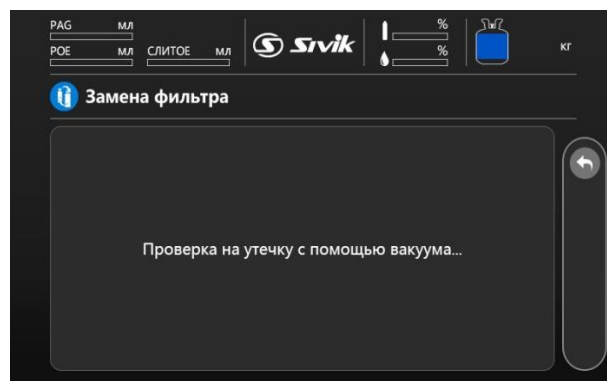 PAG мл
POE мл СЛИТОЕ мл
Sivik
%
%
кг
Замена фильтра
Проверка на утечку с помощью вакуума...